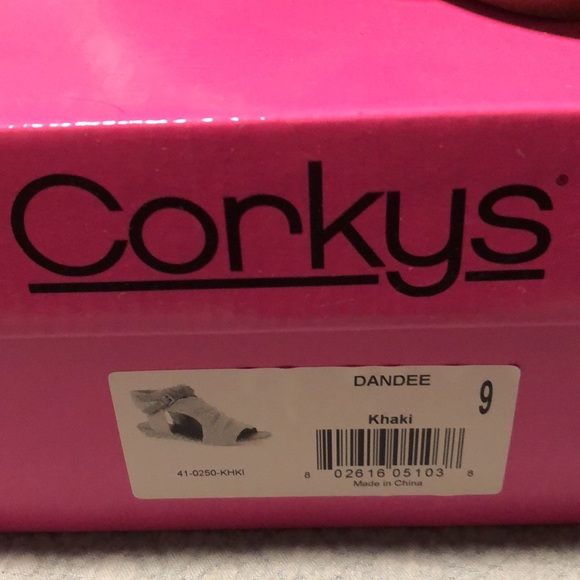 Corkys®
DANDEE
9
Khaki
41-0250-KHKI
8 02616 05103 8
Made in China